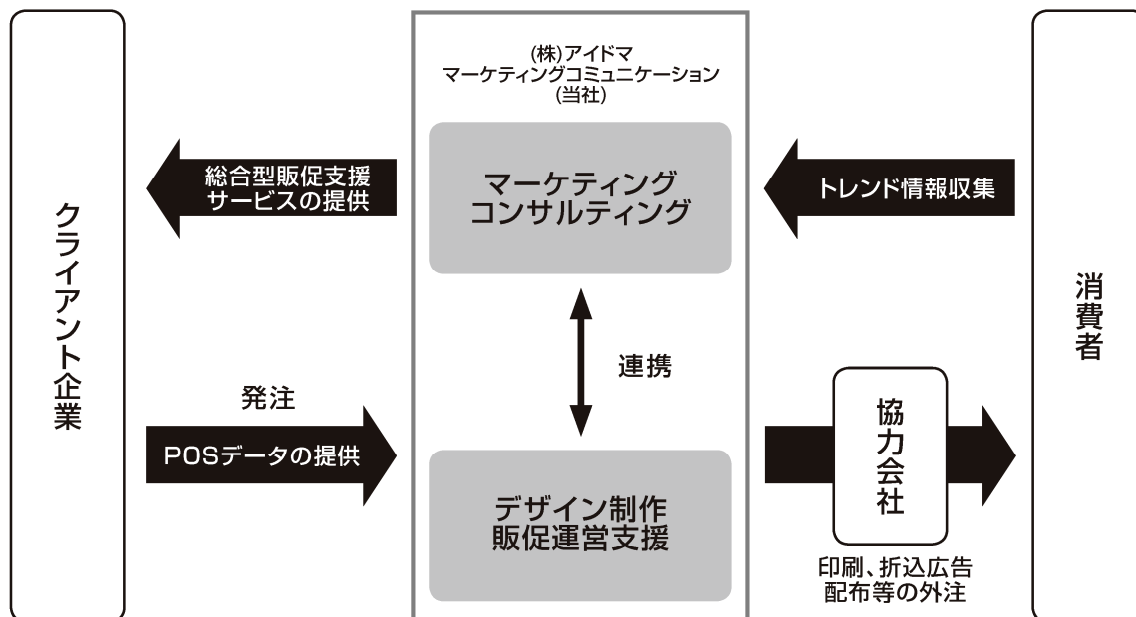 (株)アイドマ
マーケティングコミュニケーション
(当社)
クライアント企業
総合型販促支援
サービスの提供
マーケティング
コンサルティング
トレンド情報収集
消費者
連携
発注
POSデータの提供
デザイン制作
販促運営支援
協力会社
印刷、折込広告
配布等の外注